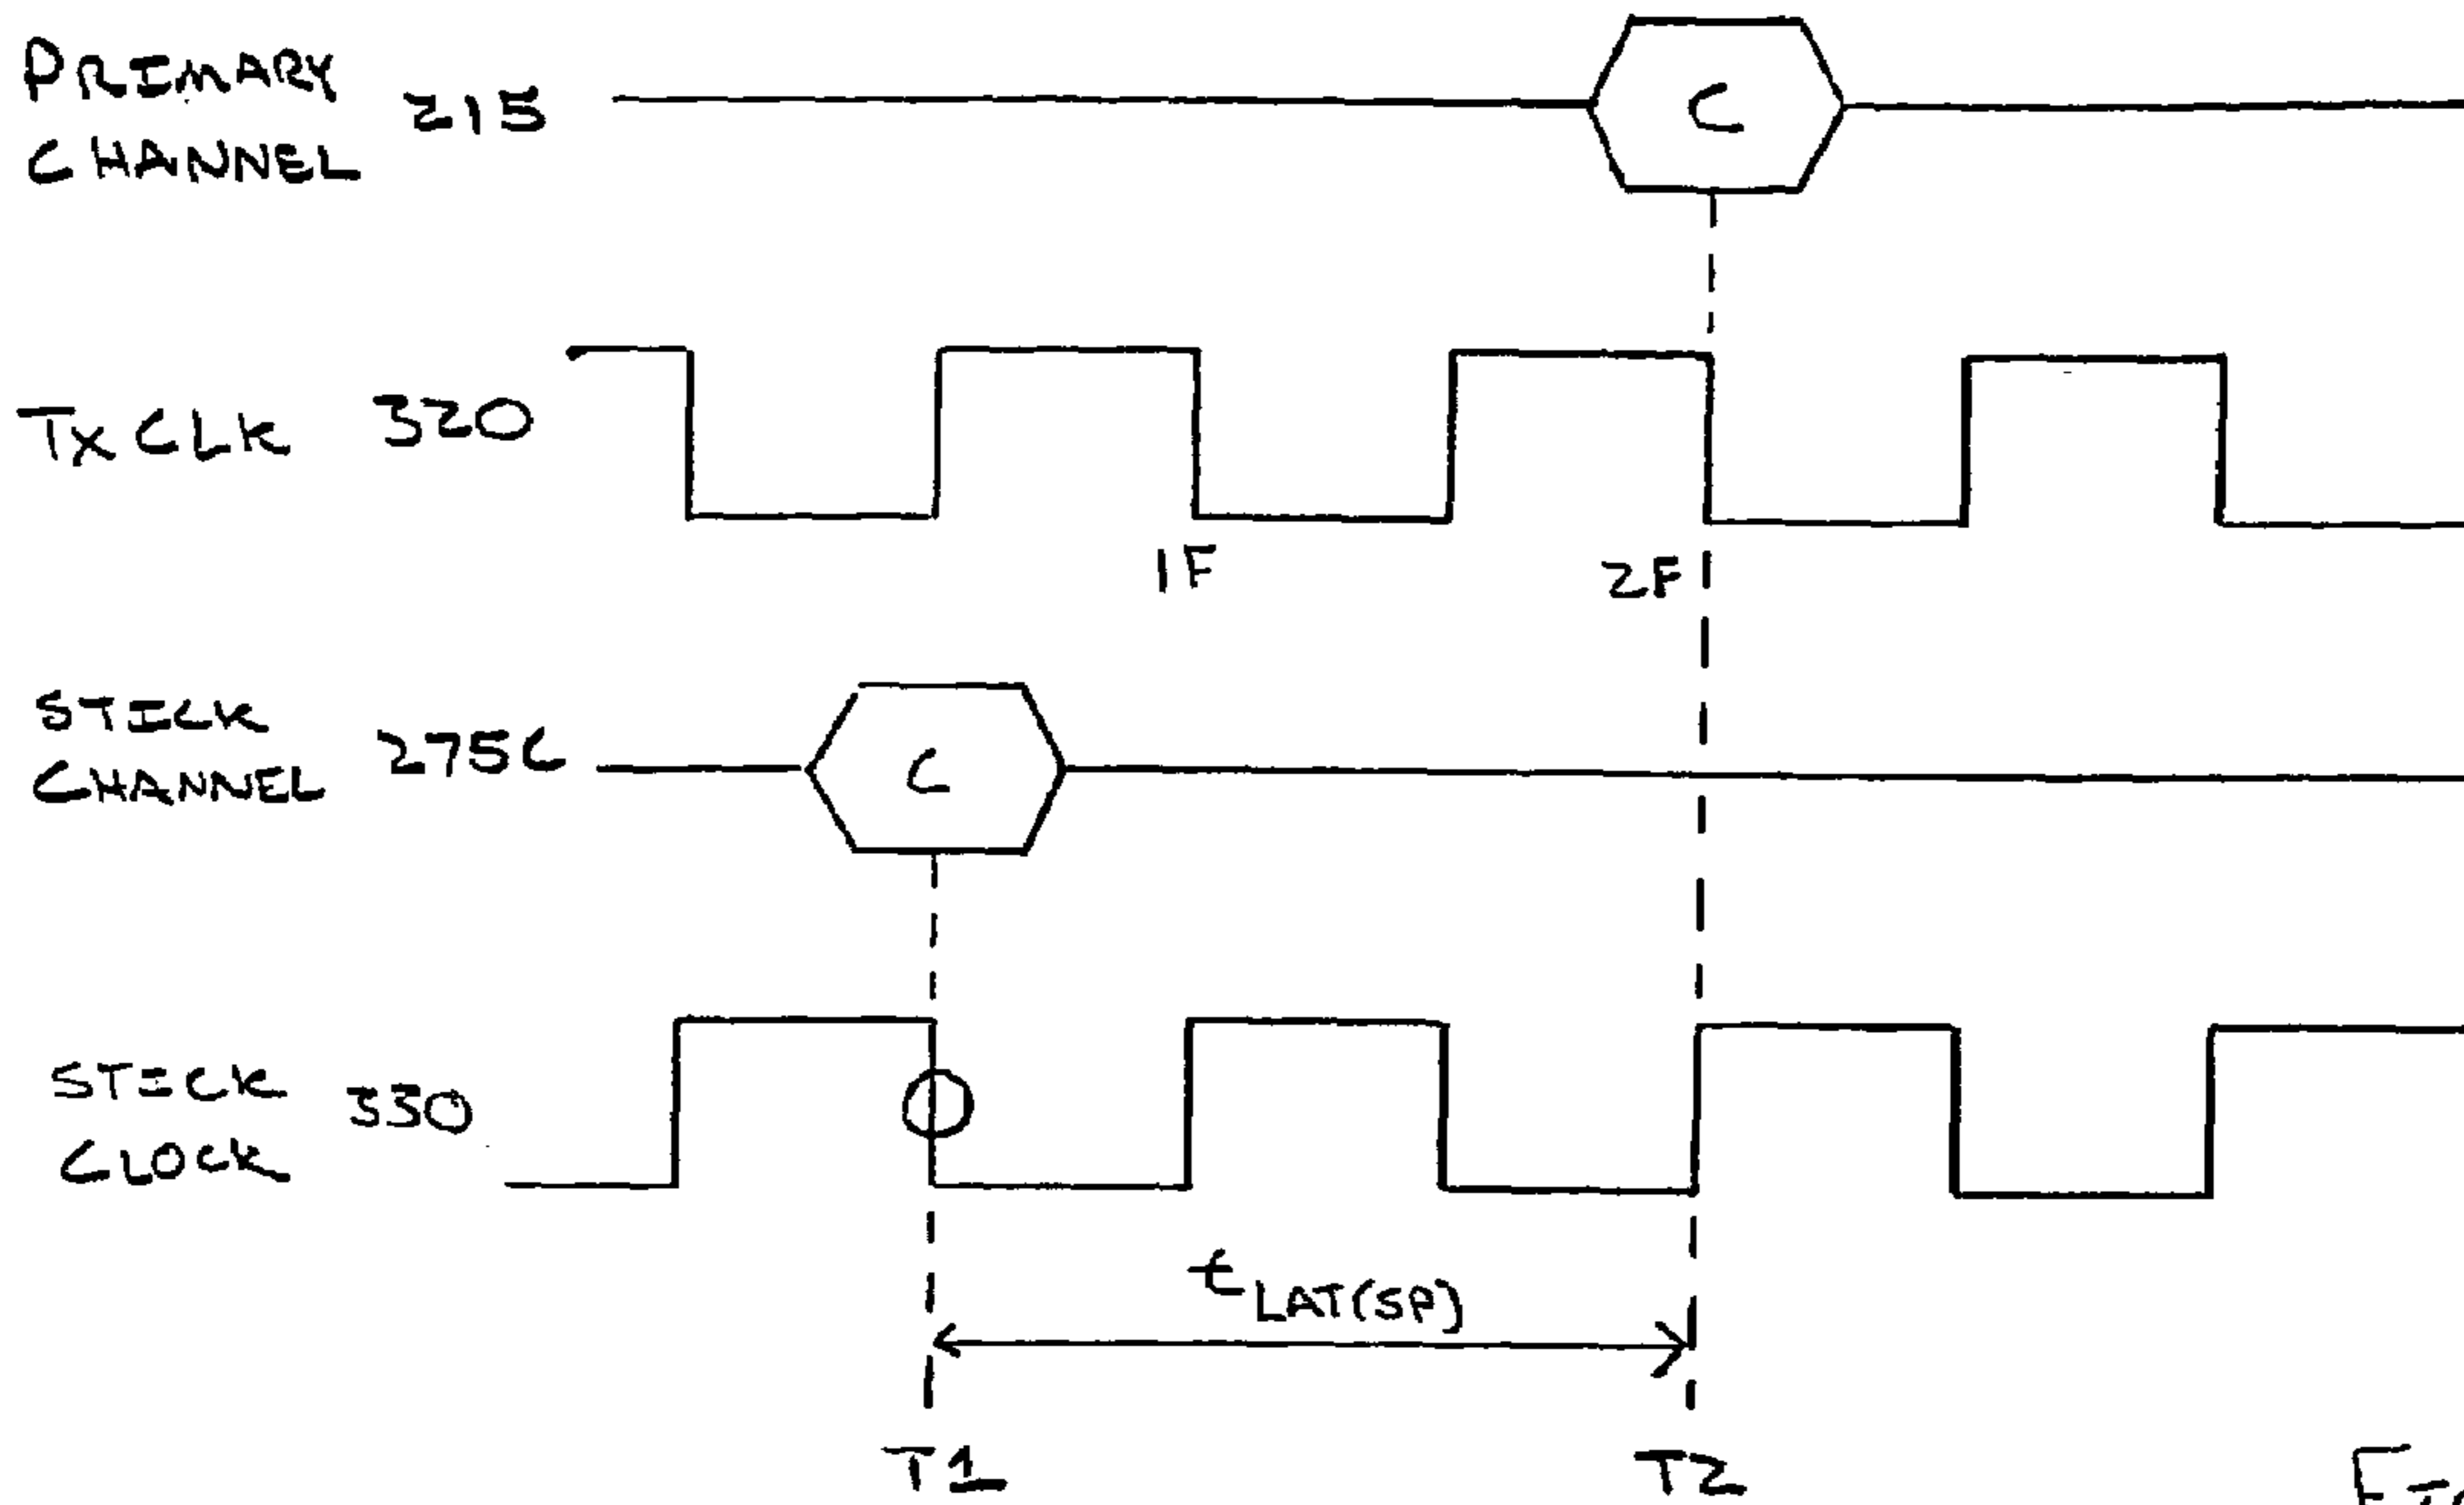 PRIMARY
CHANNEL 215
C
TX CLK 320
1F
2F
STICK
CHANNEL 275C
C
STICK
CLOCK 330
tLAT(SP)
T1
T2